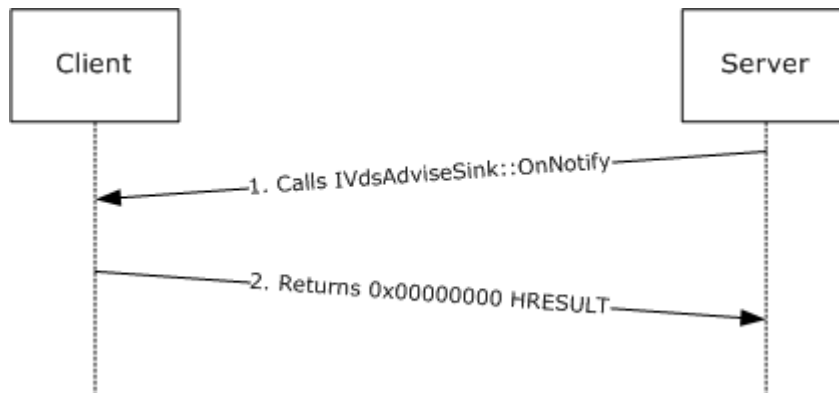 Client
Server
1. Calls IVdsAdviseSink::OnNotify
2. Returns 0x00000000 HRESULT